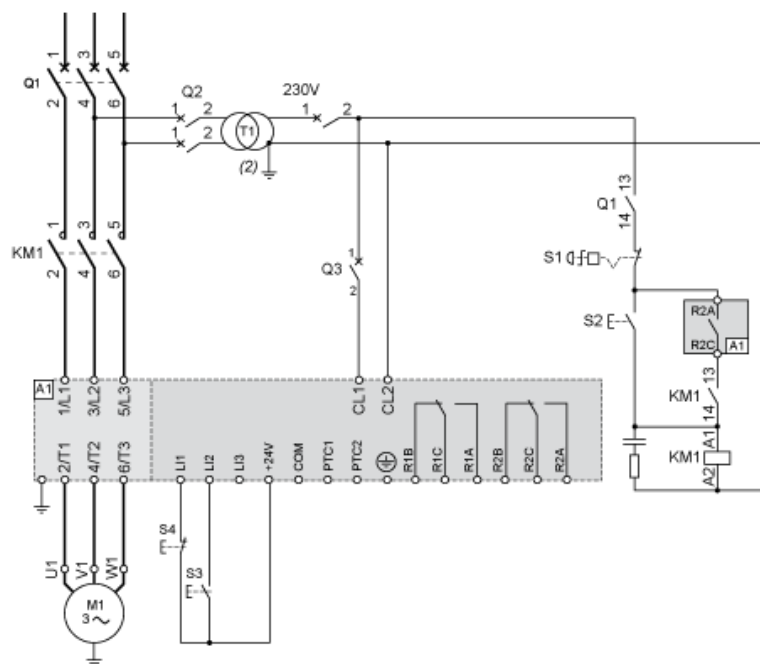 1 3 5
Q1
2 4 6
Q2
1 2
1 2
T1
(2)
230V
1 2
1 3 5
KM1
2 4 6
Q3
1
2
Q1
13
14
S1
S2
R2A
R2C
A1
KM1
13
14
KM1
A1
A2
A1
1/L1 3/L2 5/L3
CL1 CL2
2/T1 4/T2 6/T3
LI1 LI2 LI3 +24V COM PTC1 PTC2 R1B R1C R1A R2B R2C R2A
S4
S3
U1 V1 W1
M1
3